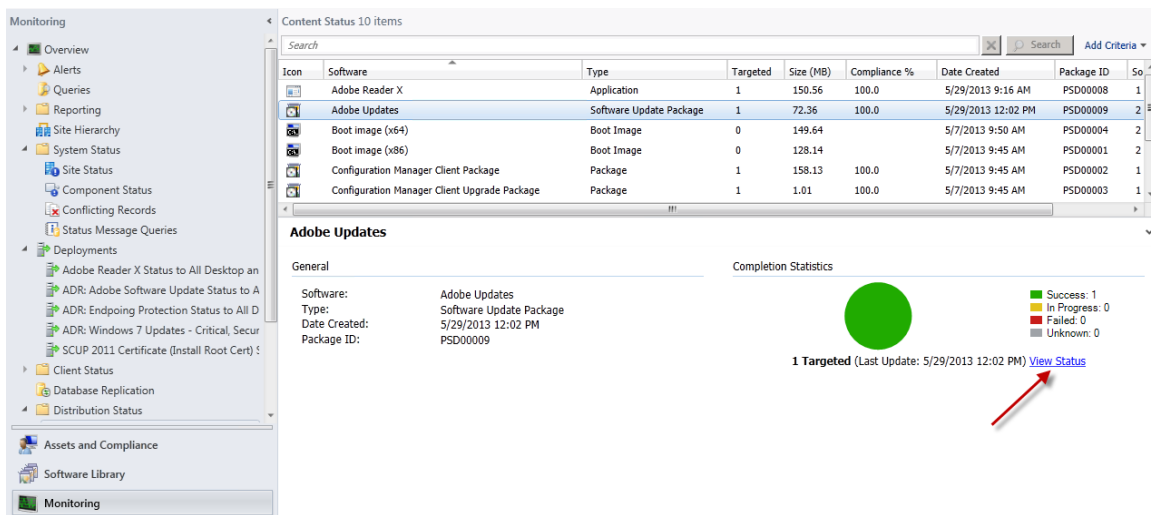 Monitoring
Overview
Alerts
Queries
Reporting
Site Hierarchy
System Status
Site Status
Component Status
Conflicting Records
Status Message Queries
Deployments
Adobe Reader X Status to All Desktop an
ADR: Adobe Software Update Status to A
ADR: Endpoing Protection Status to All D
ADR: Windows 7 Updates - Critical, Secur
SCUP 2011 Certificate (Install Root Cert)
Client Status
Database Replication
Distribution Status
Assets and Compliance
Software Library
Monitoring
Content Status 10 items
Search Search Add Criteria
Icon Software Type Targeted Size (MB) Compliance % Date Created Package ID So
Adobe Reader X Application 1 150.56 100.0 5/29/2013 9:16 AM PSD00008 1
Adobe Updates Software Update Package 1 72.36 100.0 5/29/2013 12:02 PM PSD00009 2
Boot image (x64) Boot Image 0 149.64 5/7/2013 9:50 AM PSD00004 2
Boot image (x86) Boot Image 0 128.14 5/7/2013 9:45 AM PSD00001 2
Configuration Manager Client Package Package 1 158.13 100.0 5/7/2013 9:45 AM PSD00002 1
Configuration Manager Client Upgrade Package Package 1 1.01 100.0 5/7/2013 9:45 AM PSD00003 1
Adobe Updates
General
Software: Adobe Updates
Type: Software Update Package
Date Created: 5/29/2013 12:02 PM
Package ID: PSD00009
Completion Statistics
Success: 1
In Progress: 0
Failed: 0
Unknown: 0
1 Targeted (Last Update: 5/29/2013 12:02 PM) View Status